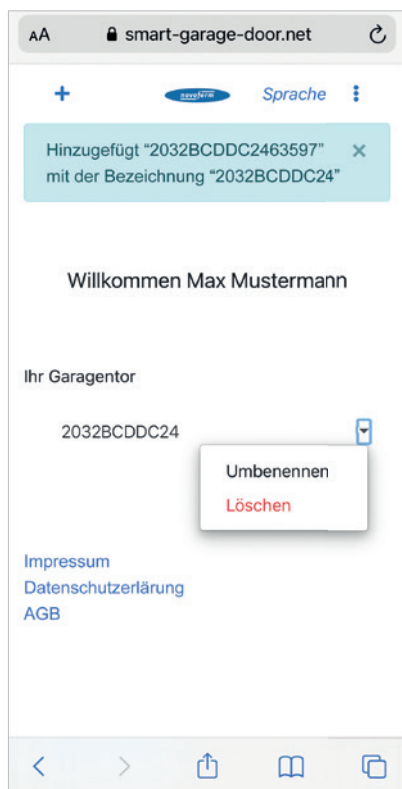 AA smart-garage-door.net
+ novoferm Sprache
Hinzugefügt “2032BCDDC2463597” ×
mit der Bezeichnung “2032BCDDC24”
Willkommen Max Mustermann
Ihr Garagentor
2032BCDDC24
Umbenennen
Löschen
Impressum
Datenschutzerlärung
AGB